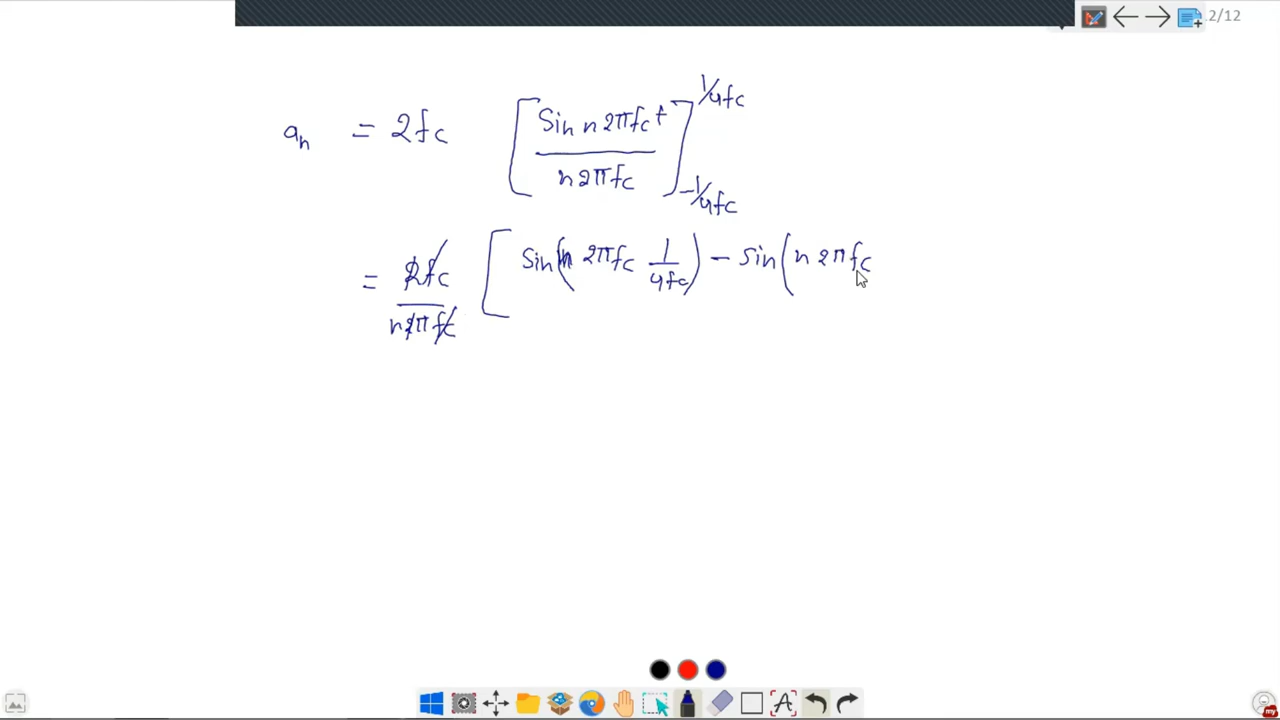 2/12
aₙ = 2fc [ Sin n2πfct / n2πfc ] 1/4fc -1/4fc
= 2fc / n2πfc [ Sin(n 2πfc 1/4fc) - Sin(n 2πfc